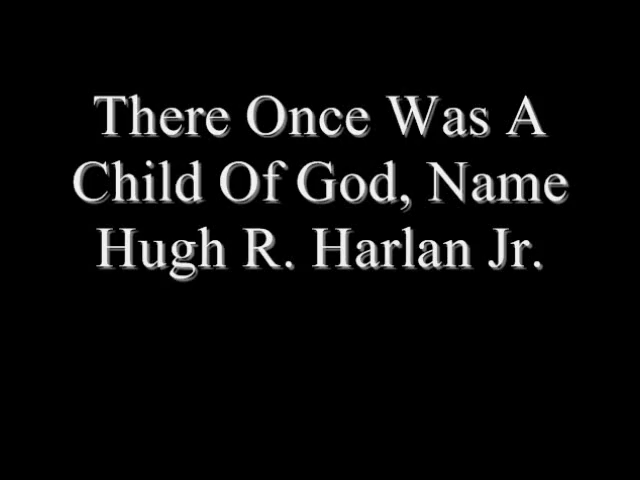 There Once Was A
Child Of God, Name
Hugh R. Harlan Jr.